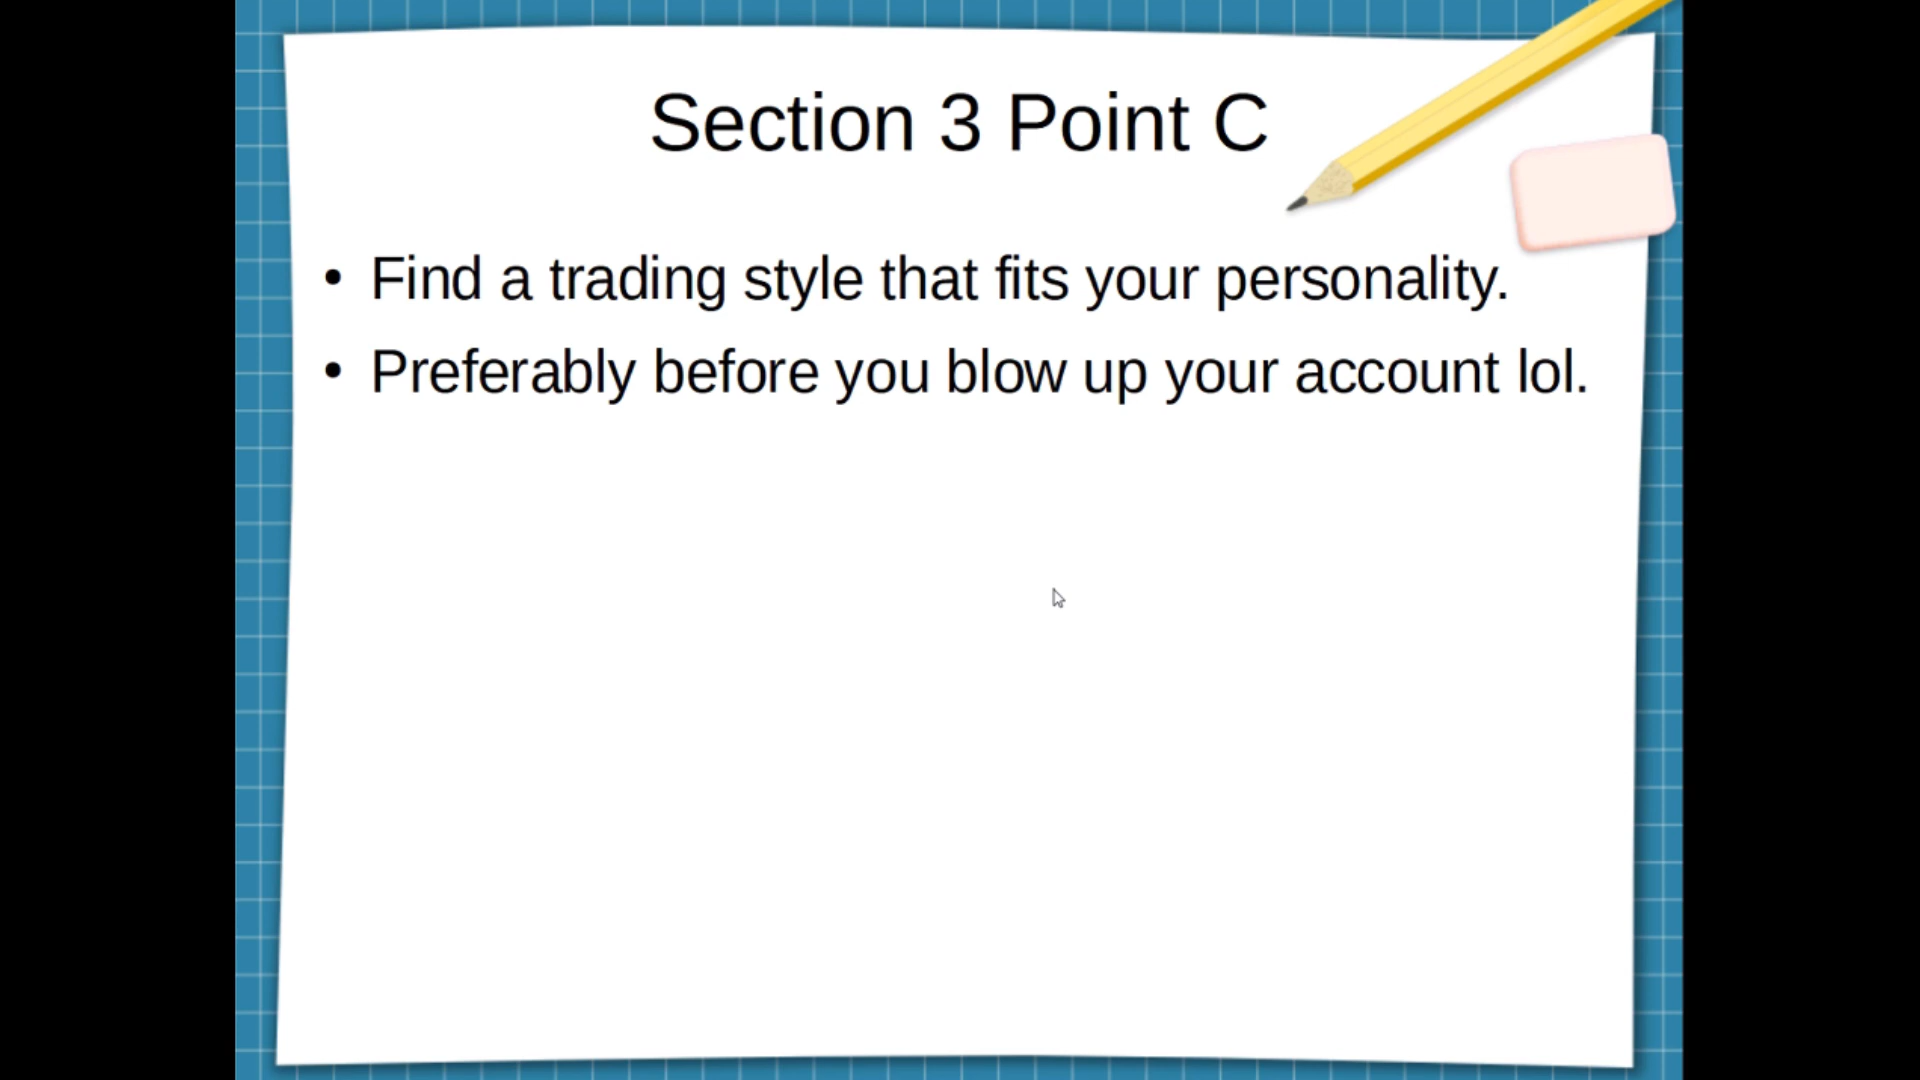 Section 3 Point C
• Find a trading style that fits your personality.
• Preferably before you blow up your account lol.